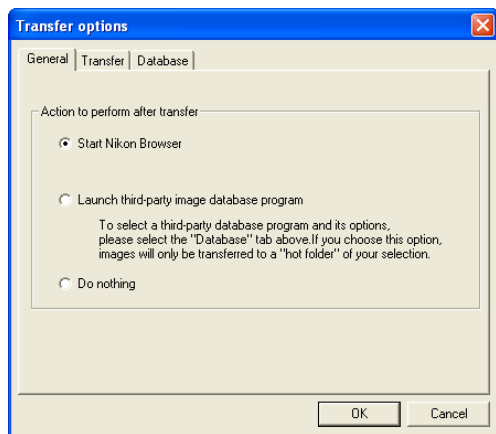 Transfer options
General
Transfer
Database
Action to perform after transfer
Start Nikon Browser
Launch third-party image database program
To select a third-party database program and its options,
please select the "Database" tab above.If you choose this option,
images will only be transferred to a "hot folder" of your selection.
Do nothing
OK
Cancel